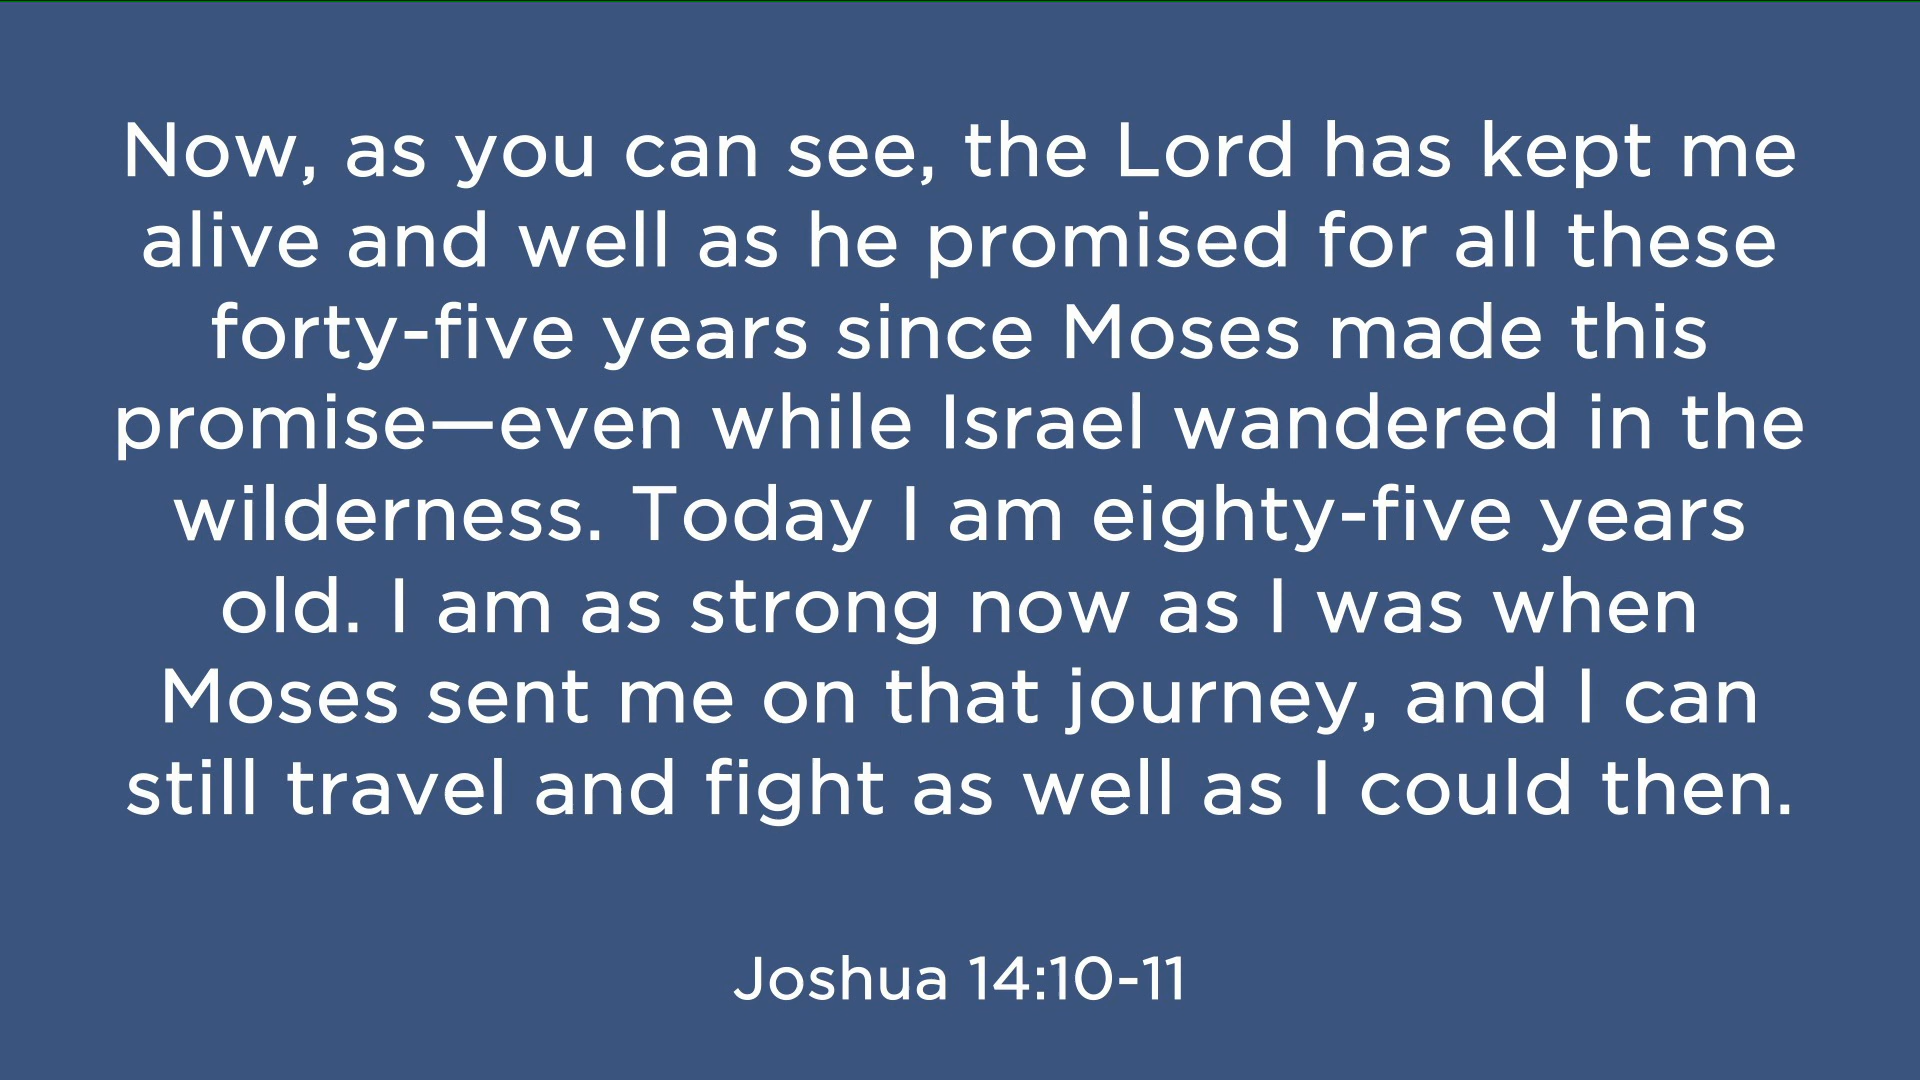 Now, as you can see, the Lord has kept me
alive and well as he promised for all these
forty-five years since Moses made this
promise—even while Israel wandered in the
wilderness. Today I am eighty-five years
old. I am as strong now as I was when
Moses sent me on that journey, and I can
still travel and fight as well as I could then.
Joshua 14:10-11